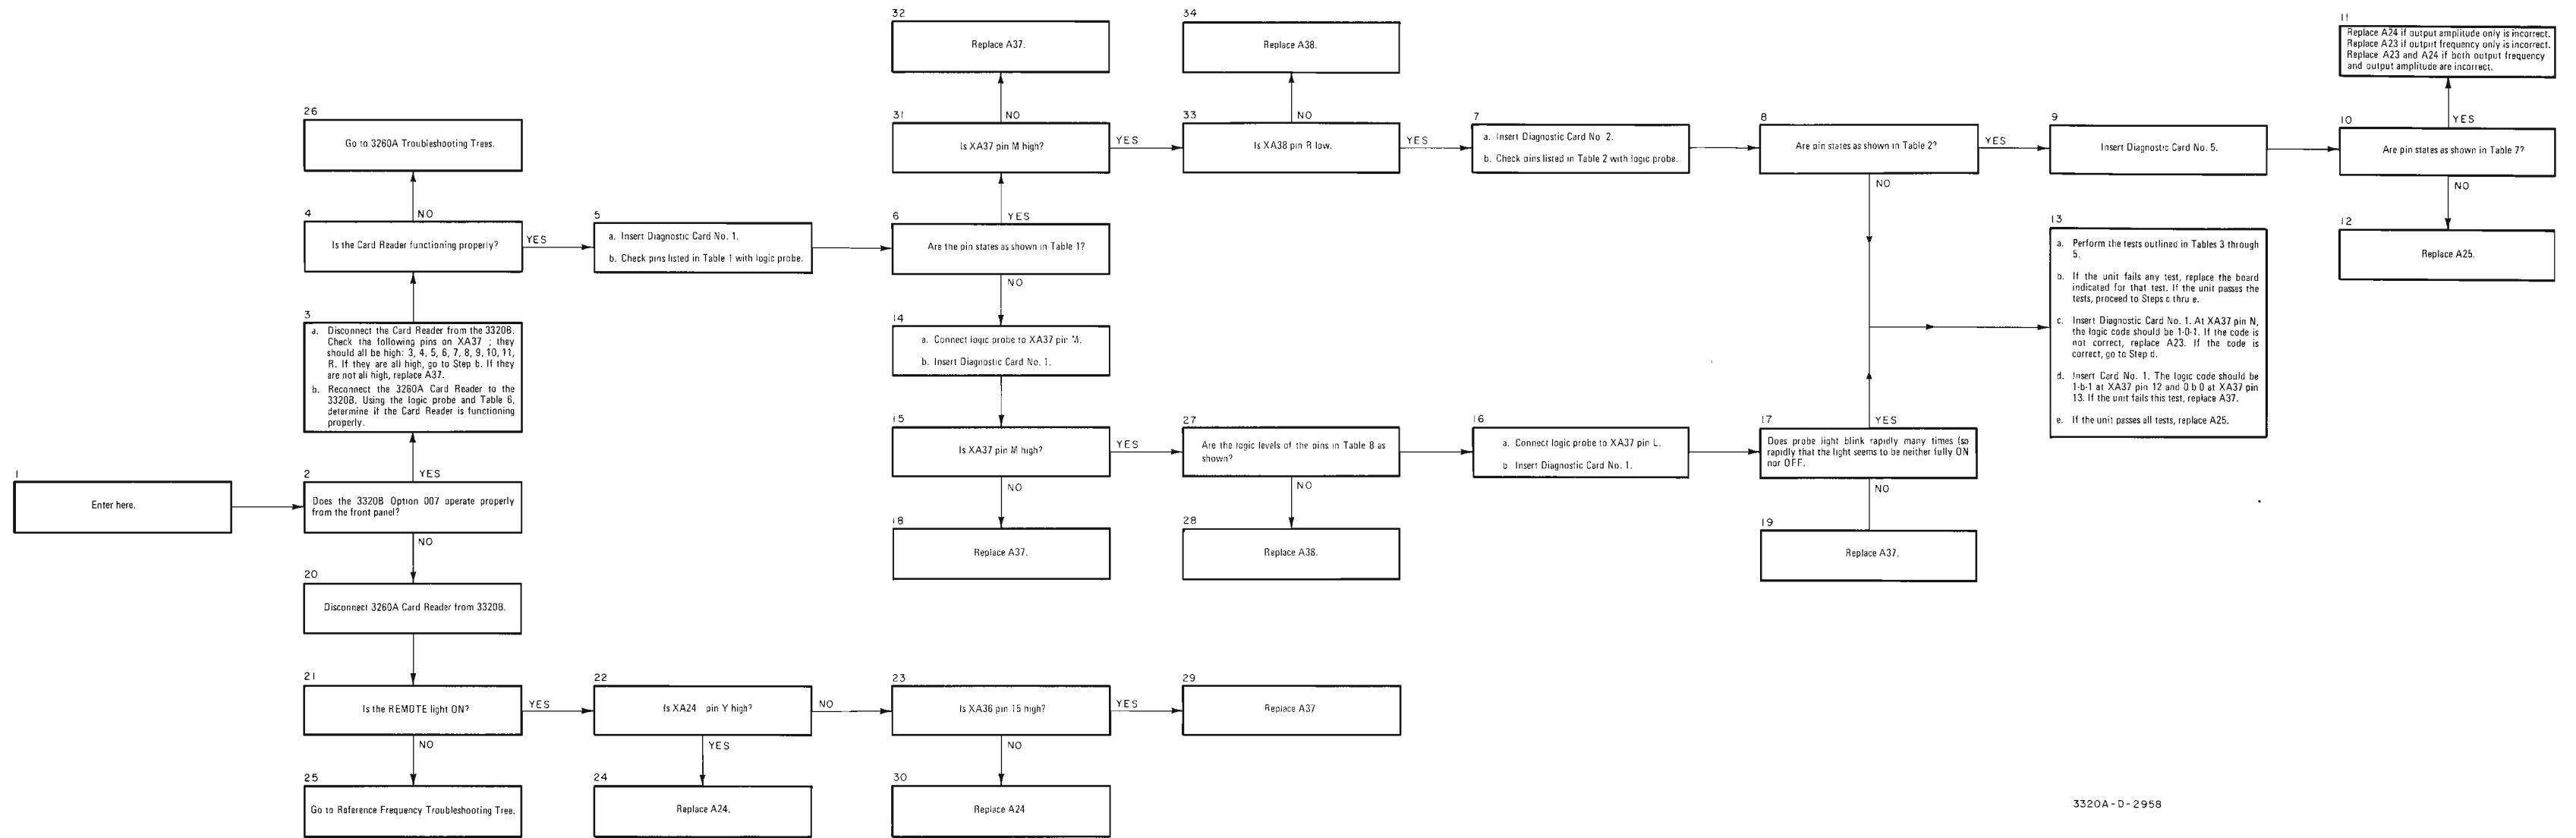 1
Enter here.
2
Does the 3320B Option 007 operate properly
from the front panel?
YES
NO
3
a. Disconnect the Card Reader from the 3320B.
Check the following pins on XA37 ; they
should all be high: 3, 4, 5, 6, 7, 8, 9, 10, 11,
R. If they are all high, go to Step b. If they
are not all high, replace A37.
b. Reconnect the 3260A Card Reader to the
3320B. Using the logic probe and Table 6,
determine if the Card Reader is functioning
properly.
4
Is the Card Reader functioning properly?
NO
YES
26
Go to 3260A Troubleshooting Trees.
5
a. Insert Diagnostic Card No. 1.
b. Check pins listed in Table 1 with logic probe.
6
Are the pin states as shown in Table 1?
YES
NO
31
Is XA37 pin M high?
NO
YES
32
Replace A37.
33
Is XA38 pin R low.
NO
YES
34
Replace A38.
7
a. Insert Diagnostic Card No. 2.
b. Check pins listed in Table 2 with logic probe.
8
Are pin states as shown in Table 2?
YES
NO
9
Insert Diagnostic Card No. 5.
10
Are pin states as shown in Table 7?
YES
NO
11
Replace A24 if output amplitude only is incorrect.
Replace A23 if output frequency only is incorrect.
Replace A23 and A24 if both output frequency
and output amplitude are incorrect.
12
Replace A25.
13
a. Perform the tests outlined in Tables 3 through
5.
b. If the unit fails any test, replace the board
indicated for that test. If the unit passes the
tests, proceed to Steps c thru e.
c. Insert Diagnostic Card No. 1. At XA37 pin N,
the logic code should be 1-0-1. If the code is
not correct, replace A23. If the code is
correct, go to Step d.
d. Insert Card No. 1. The logic code should be
1-b-1 at XA37 pin 12 and 0 b 0 at XA37 pin
13. If the unit fails this test, replace A37.
e. If the unit passes all tests, replace A25.
14
a. Connect logic probe to XA37 pin M.
b. Insert Diagnostic Card No. 1.
15
Is XA37 pin M high?
YES
NO
18
Replace A37.
27
Are the logic levels of the pins in Table 8 as
shown?
NO
28
Replace A38.
16
a. Connect logic probe to XA37 pin L.
b. Insert Diagnostic Card No. 1.
17
Does probe light blink rapidly many times (so
rapidly that the light seems to be neither fully ON
nor OFF.
YES
NO
19
Replace A37.
20
Disconnect 3260A Card Reader from 3320B.
21
Is the REMOTE light ON?
YES
NO
25
Go to Reference Frequency Troubleshooting Tree.
22
Is XA24 pin Y high?
NO
YES
24
Replace A24.
23
Is XA36 pin 15 high?
YES
NO
29
Replace A37
30
Replace A24
3320A-D-2958